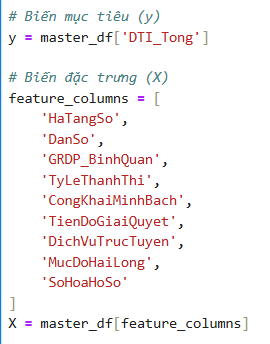 # Biến mục tiêu (y)
y = master_df['DTI_Tong']
# Biến đặc trưng (X)
feature_columns = [
'HaTangSo',
'DanSo',
'GRDP_BinhQuan',
'TyLeThanhThi',
'CongKhaiMinhBach',
'TienDoGiaiQuyet',
'DichVuTrucTuyen',
'MucDoHaiLong',
'SoHoaHoSo'
]
X = master_df[feature_columns]